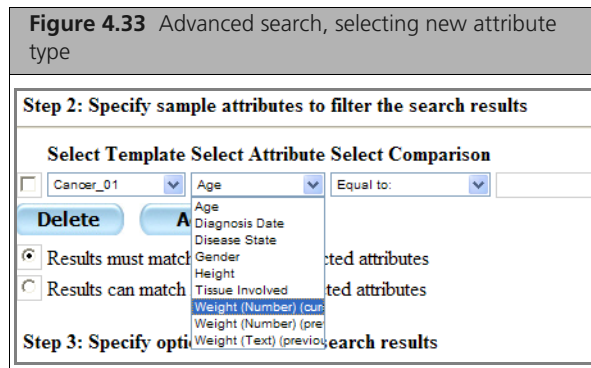 Figure 4.33 Advanced search, selecting new attribute
type
Step 2: Specify sample attributes to filter the search results
Select Template Select Attribute Select Comparison
Cancer_01 Age Equal to:
Age
Delete A
Diagnosis Date
Disease State
Results must match cted attributes
Gender
Height
Results can match ted attributes
Tissue Involved
Weight (Number) (cur
Weight (Number) (pre
Step 3: Specify opti search results
Weight (Text) (previou